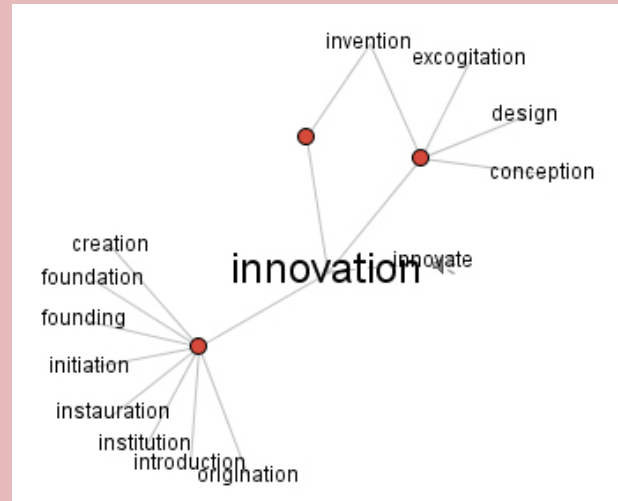 invention
excogitation
design
conception
innovation
innovate
creation
foundation
founding
initiation
instauration
institution
introduction
origination